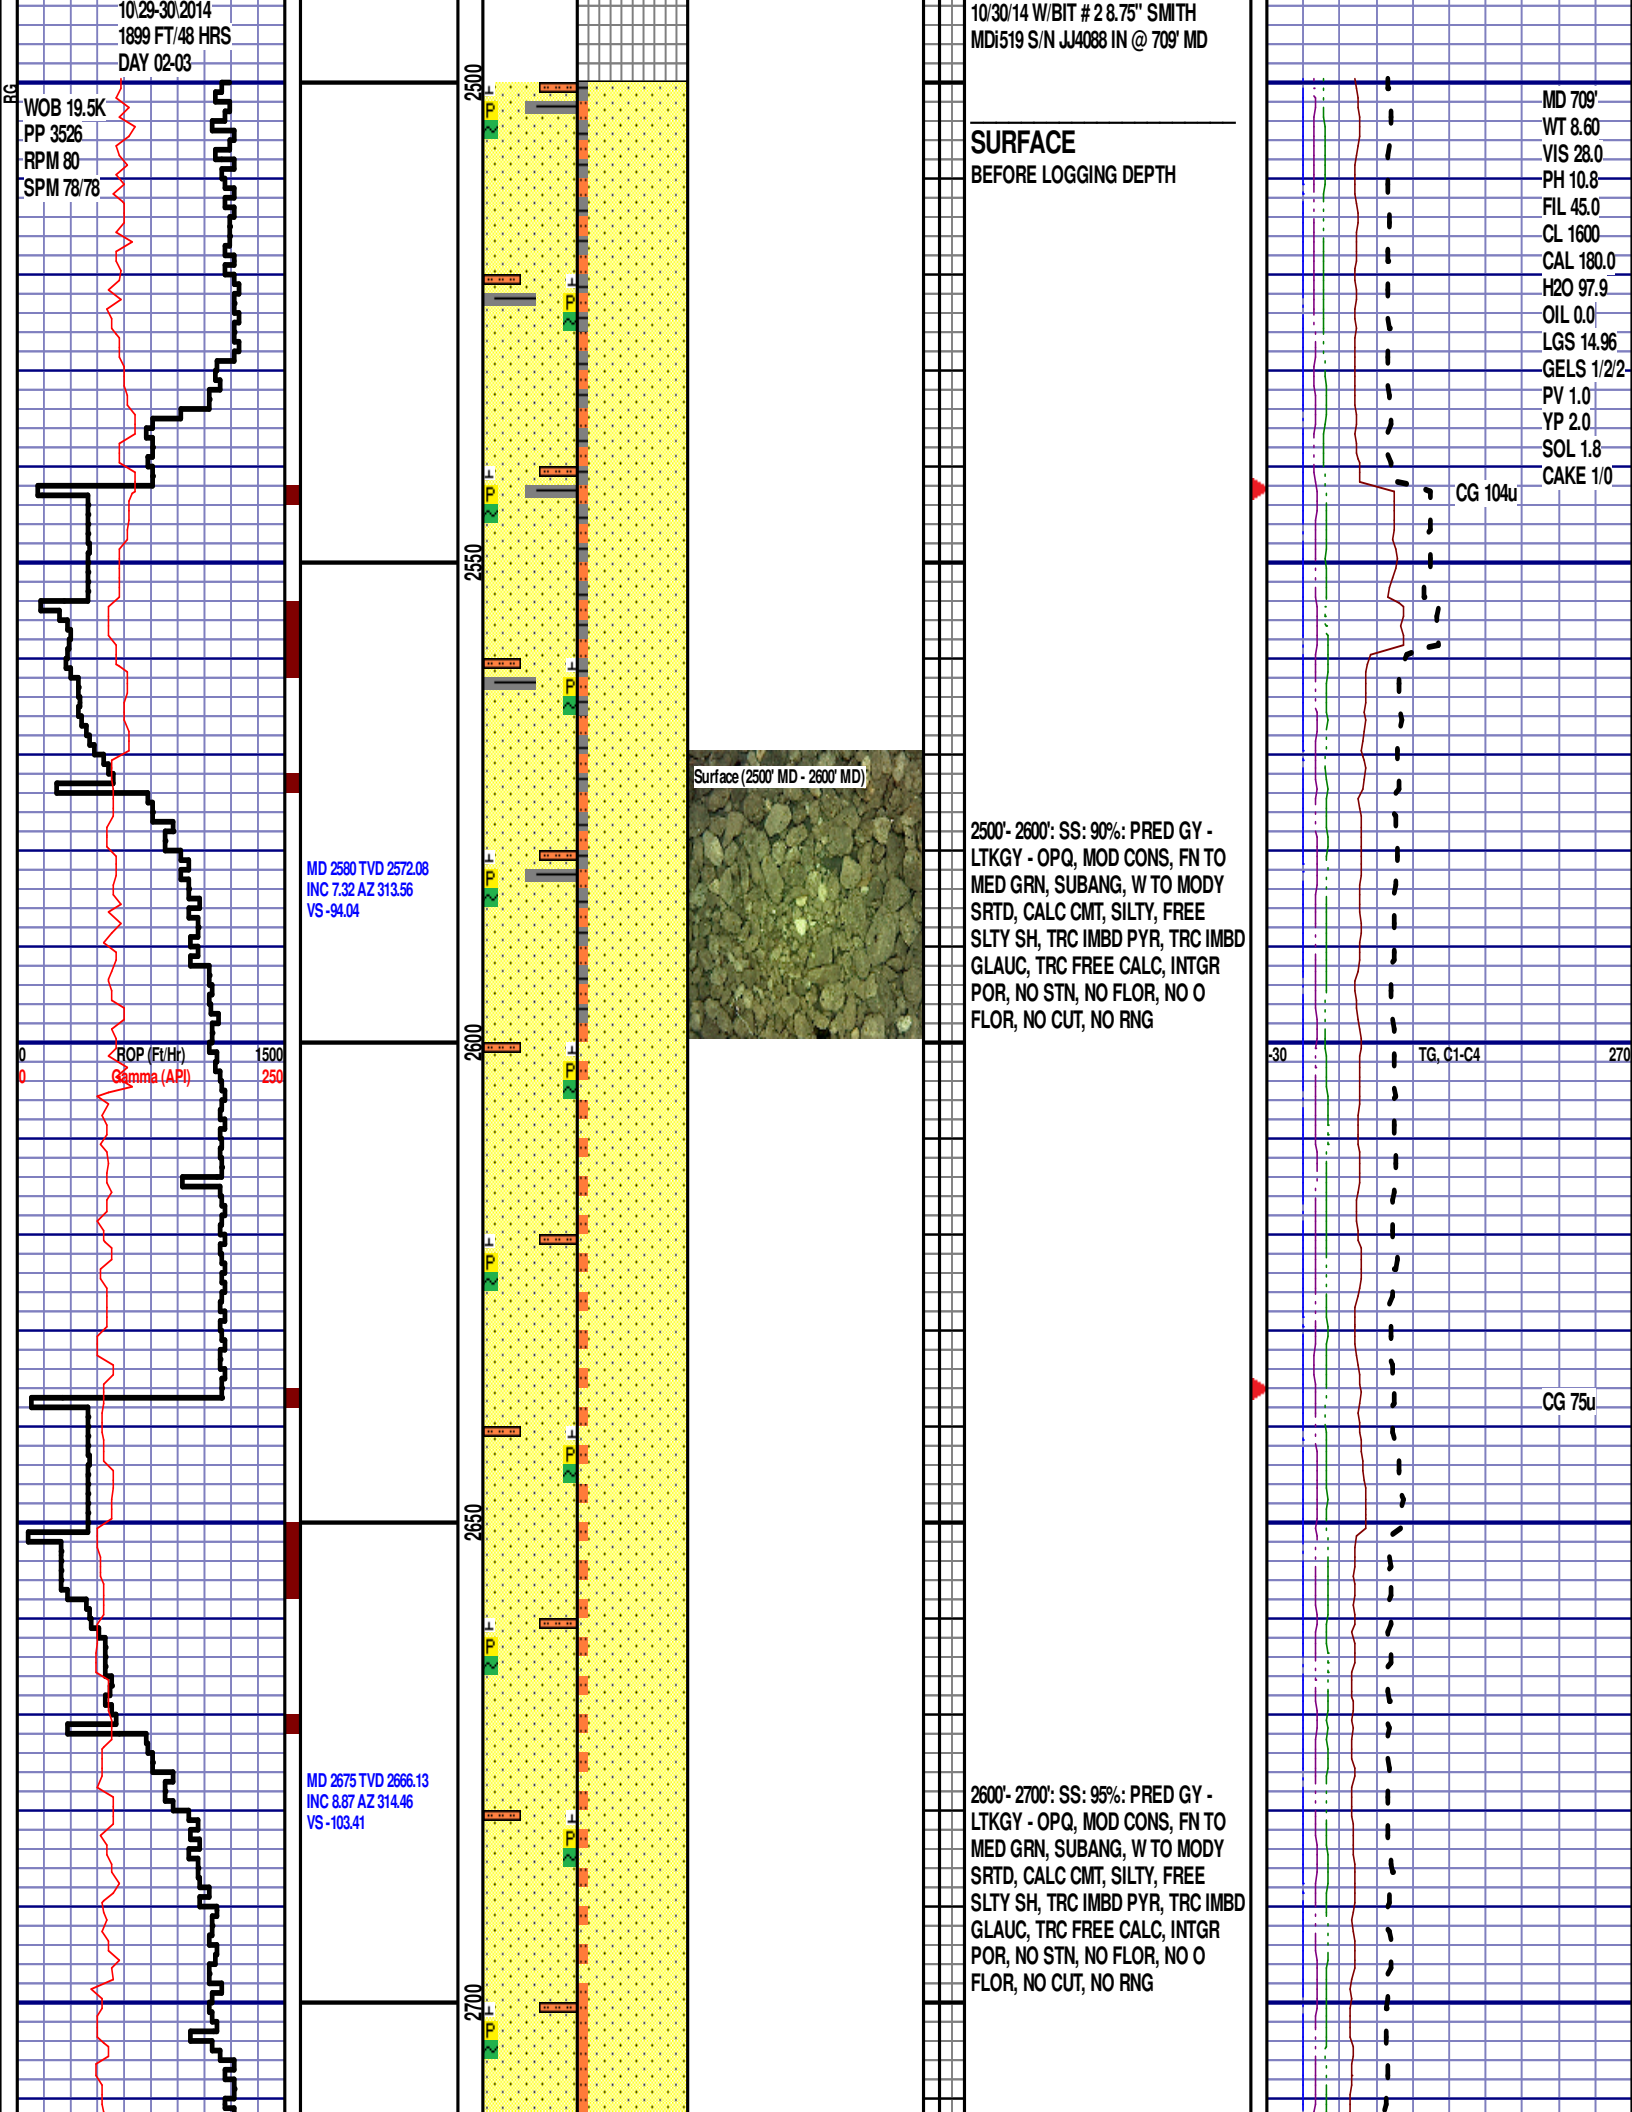 10\29-30\2014
1899 FT/48 HRS
DAY 02-03
RG
WOB 19.5K
PP 3526
RPM 80
SPM 78/78
2500
10/30/14 W/BIT # 2 8.75" SMITH
MDi519 S/N JJ4088 IN @ 709' MD
SURFACE
BEFORE LOGGING DEPTH
MD 709'
WT 8.60
VIS 28.0
PH 10.8
FIL 45.0
CL 1600
CAL 180.0
H2O 97.9
OIL 0.0
LGS 14.96
GELS 1/2/2
PV 1.0
YP 2.0
SOL 1.8
CAKE 1/0
CG 104u
P
P
P
2550
P
Surface (2500' MD - 2600' MD)
MD 2580 TVD 2572.08
INC 7.32 AZ 313.56
VS -94.04
P
2500'- 2600': SS: 90%: PRED GY -
LTKGY - OPQ, MOD CONS, FN TO
MED GRN, SUBANG, W TO MODY
SRTD, CALC CMT, SILTY, FREE
SLTY SH, TRC IMBD PYR, TRC IMBD
GLAUC, TRC FREE CALC, INTGR
POR, NO STN, NO FLOR, NO O
FLOR, NO CUT, NO RNG
2600
0 ROP (Ft/Hr) 1500
0 Gamma (API) 250
-30 TG, C1-C4 270
P
P
CG 75u
P
2650
P
MD 2675 TVD 2666.13
INC 8.87 AZ 314.46
VS -103.41
P
2600'- 2700': SS: 95%: PRED GY -
LTKGY - OPQ, MOD CONS, FN TO
MED GRN, SUBANG, W TO MODY
SRTD, CALC CMT, SILTY, FREE
SLTY SH, TRC IMBD PYR, TRC IMBD
GLAUC, TRC FREE CALC, INTGR
POR, NO STN, NO FLOR, NO O
FLOR, NO CUT, NO RNG
2700
P